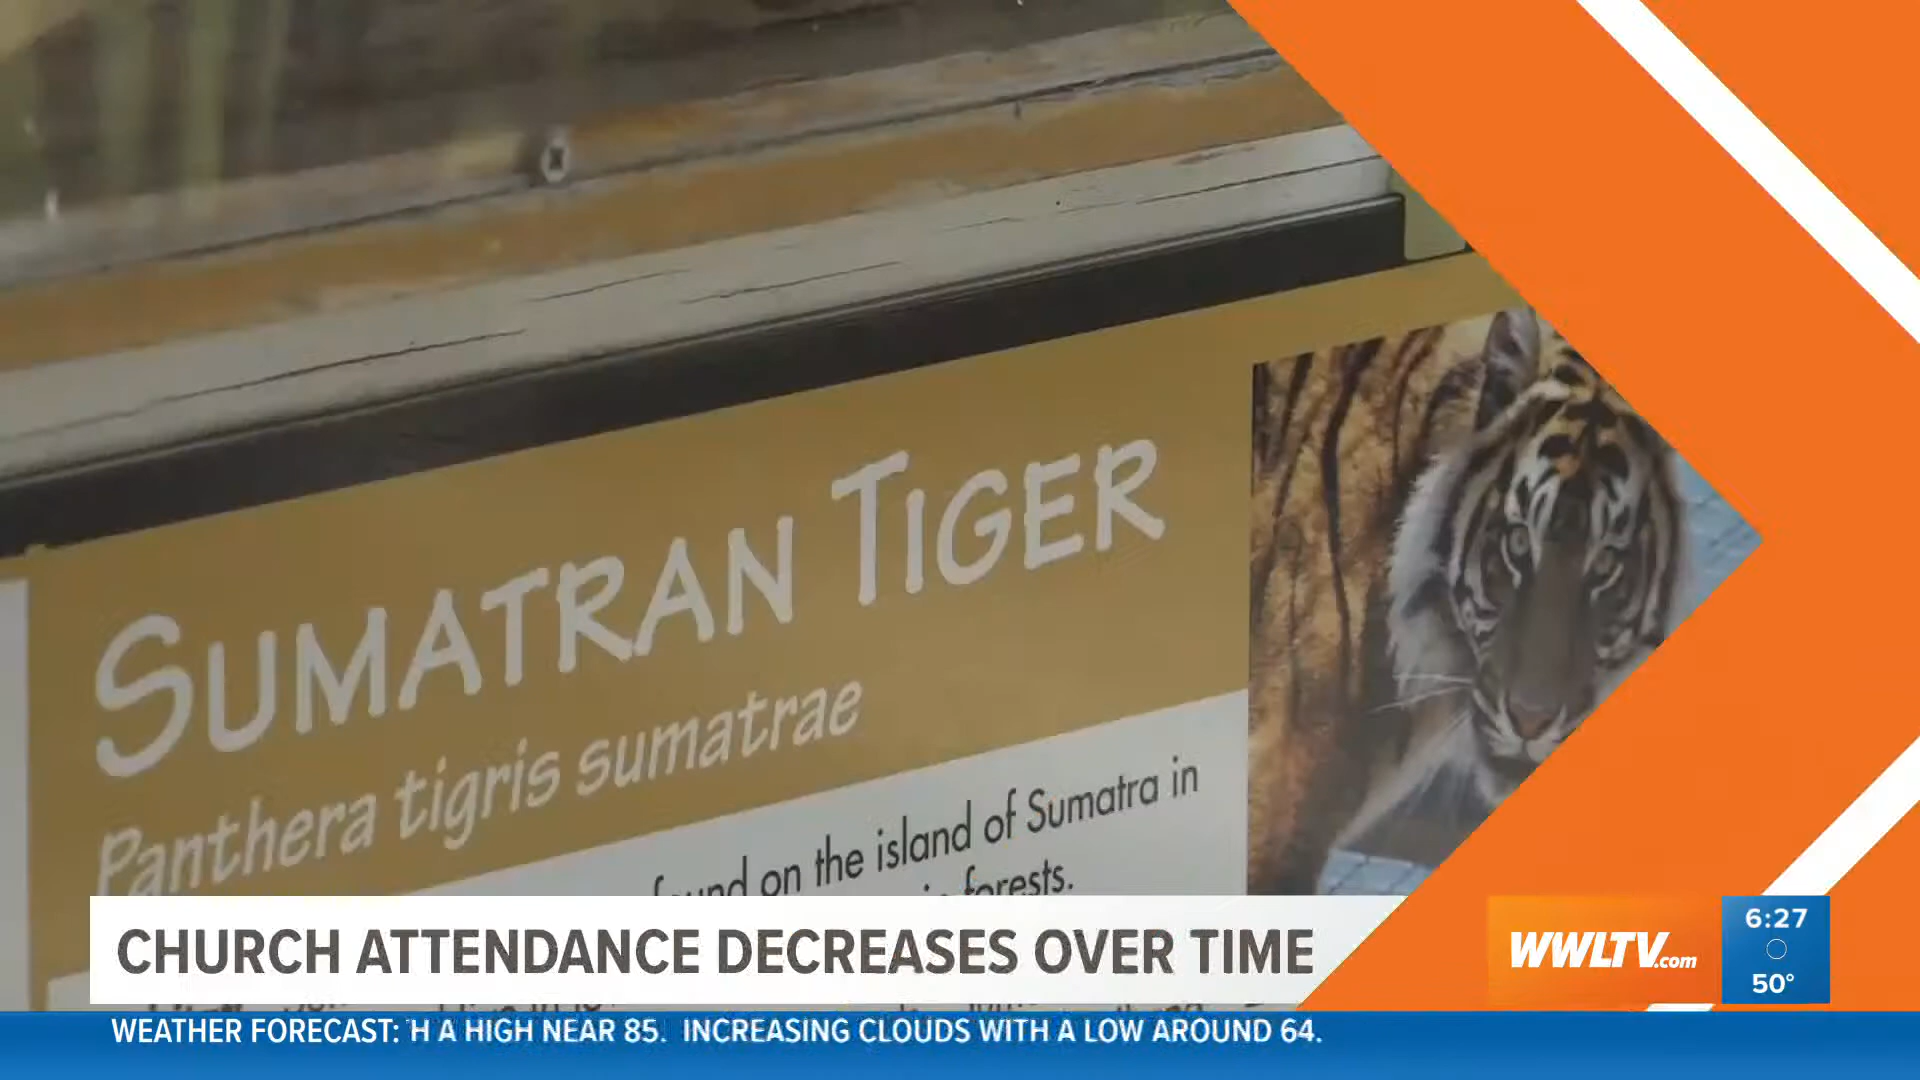 SUMATRAN TIGER
Panthera tigris sumatrae
found on the island of Sumatra in
forests.
CHURCH ATTENDANCE DECREASES OVER TIME
WWLTV.com
6:27
50°
WEATHER FORECAST: H A HIGH NEAR 85. INCREASING CLOUDS WITH A LOW AROUND 64.